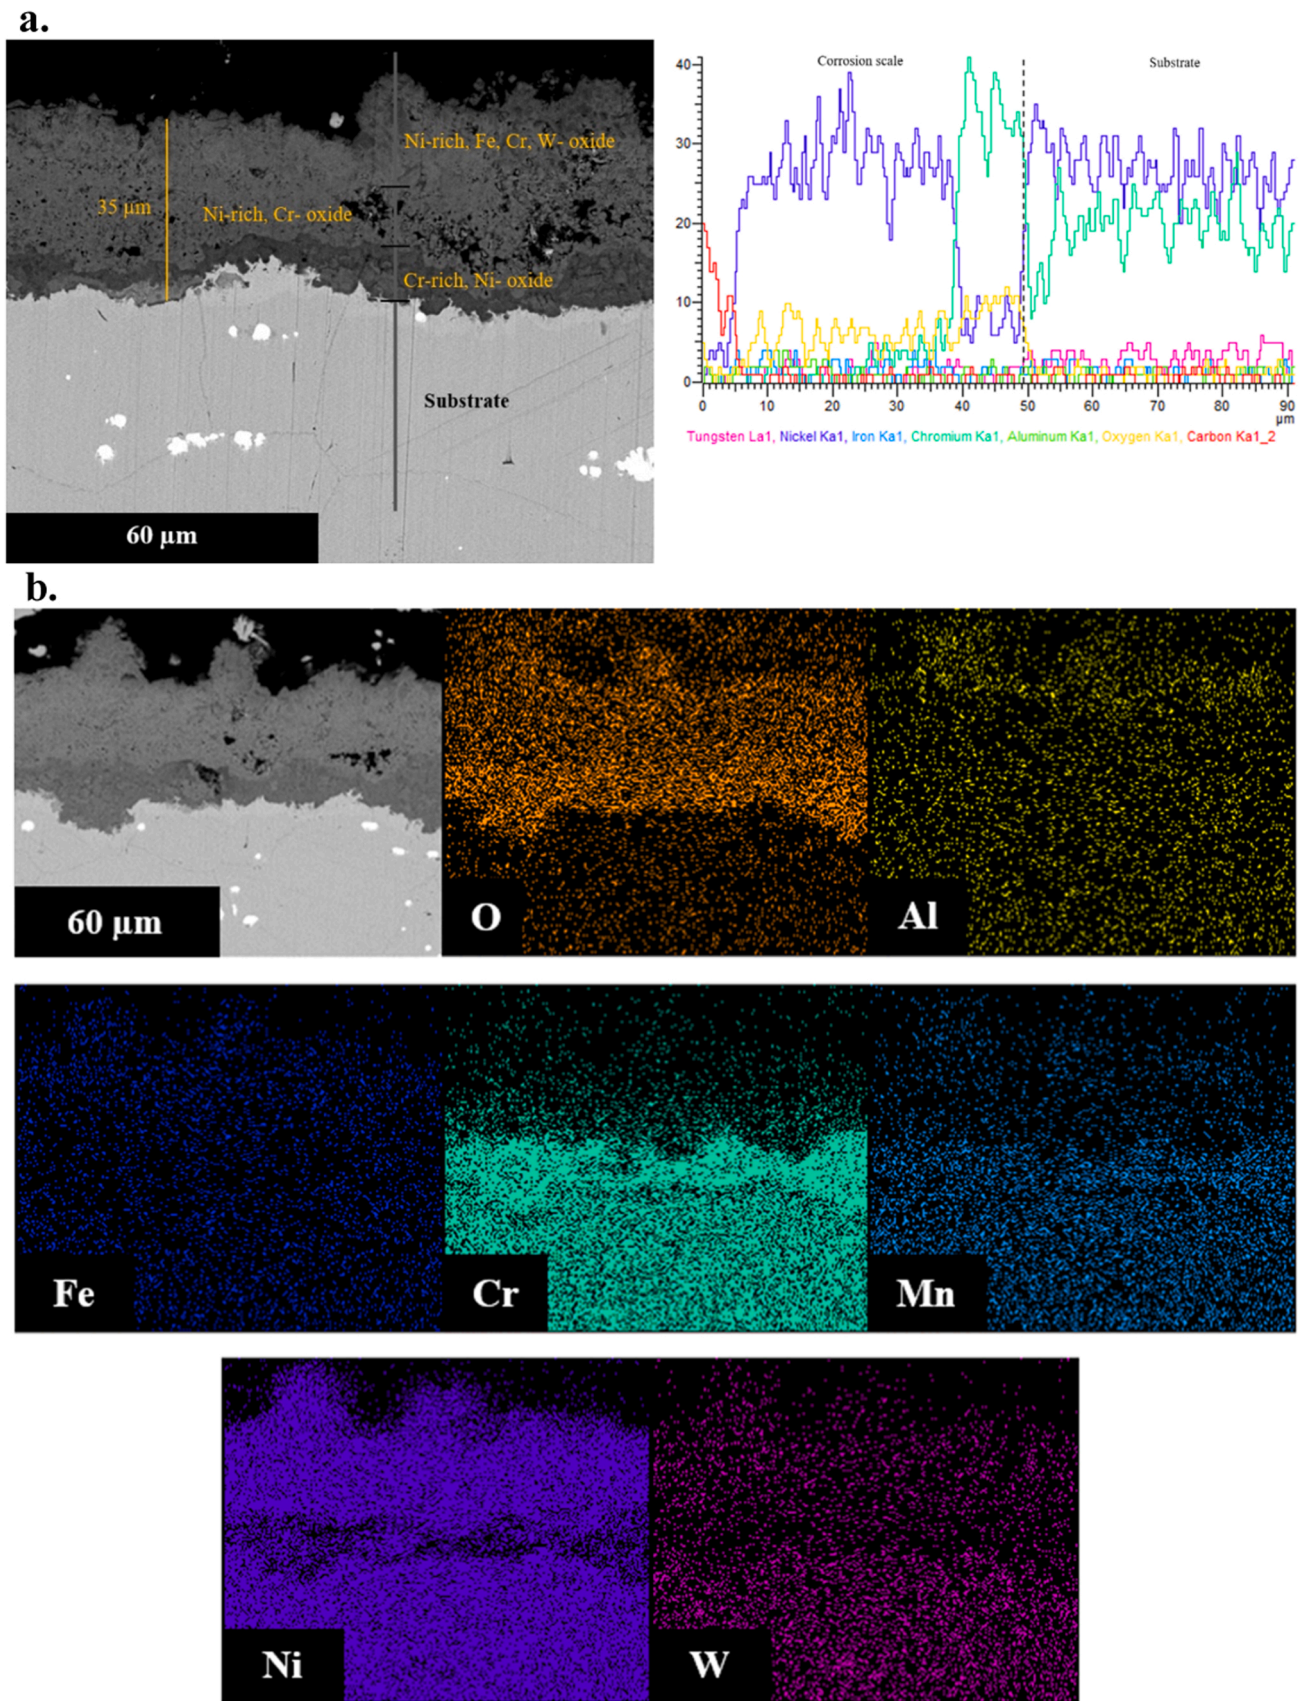 a.
Ni-rich, Fe, Cr, W- oxide
35 µm
Ni-rich, Cr- oxide
Cr-rich, Ni- oxide
Substrate
60 µm
Corrosion scale
Substrate
40
30
20
10
0
0 10 20 30 40 50 60 70 80 90
µm
Tungsten La1, Nickel Ka1, Iron Ka1, Chromium Ka1, Aluminum Ka1, Oxygen Ka1, Carbon Ka1_2
b.
60 µm
O
Al
Fe
Cr
Mn
Ni
W